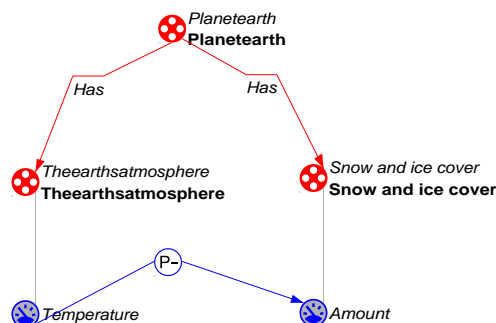 Planetearth
Planetearth
Has
Has
Theearthsatmosphere
Theearthsatmosphere
Snow and ice cover
Snow and ice cover
P-
Temperature
Amount